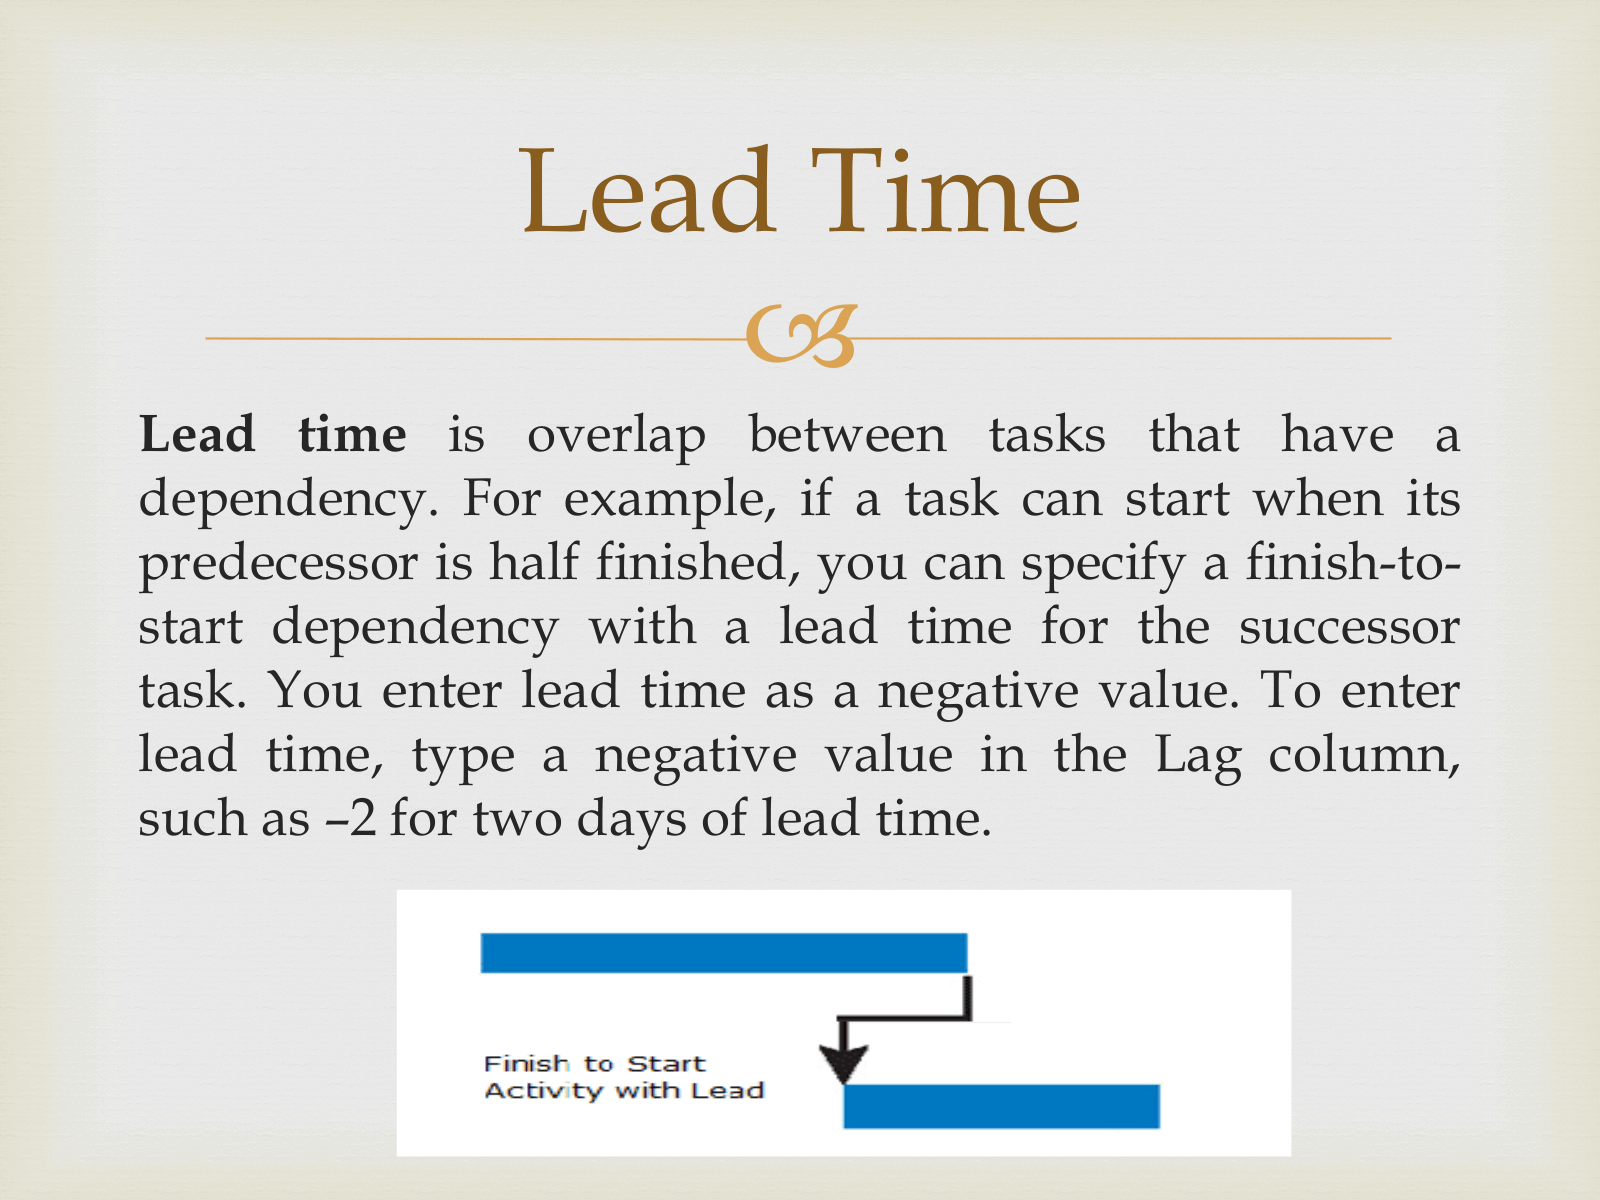 Lead Time
Lead time is overlap between tasks that have a
dependency. For example, if a task can start when its
predecessor is half finished, you can specify a finish-to-
start dependency with a lead time for the successor
task. You enter lead time as a negative value. To enter
lead time, type a negative value in the Lag column,
such as –2 for two days of lead time.
Finish to Start
Activity with Lead